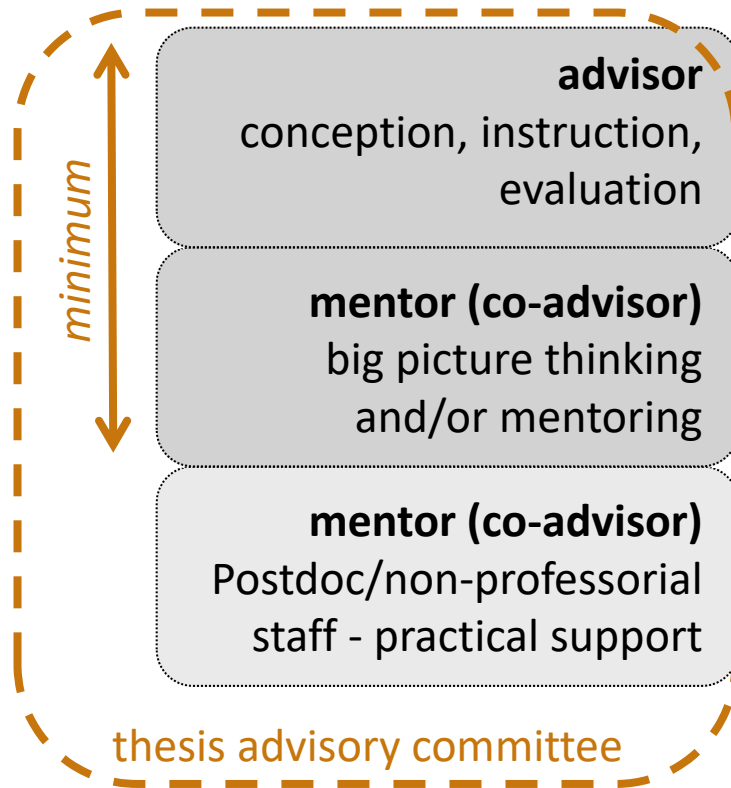 advisor
conception, instruction,
evaluation
minimum
mentor (co-advisor)
big picture thinking
and/or mentoring
mentor (co-advisor)
Postdoc/non-professorial
staff - practical support
thesis advisory committee